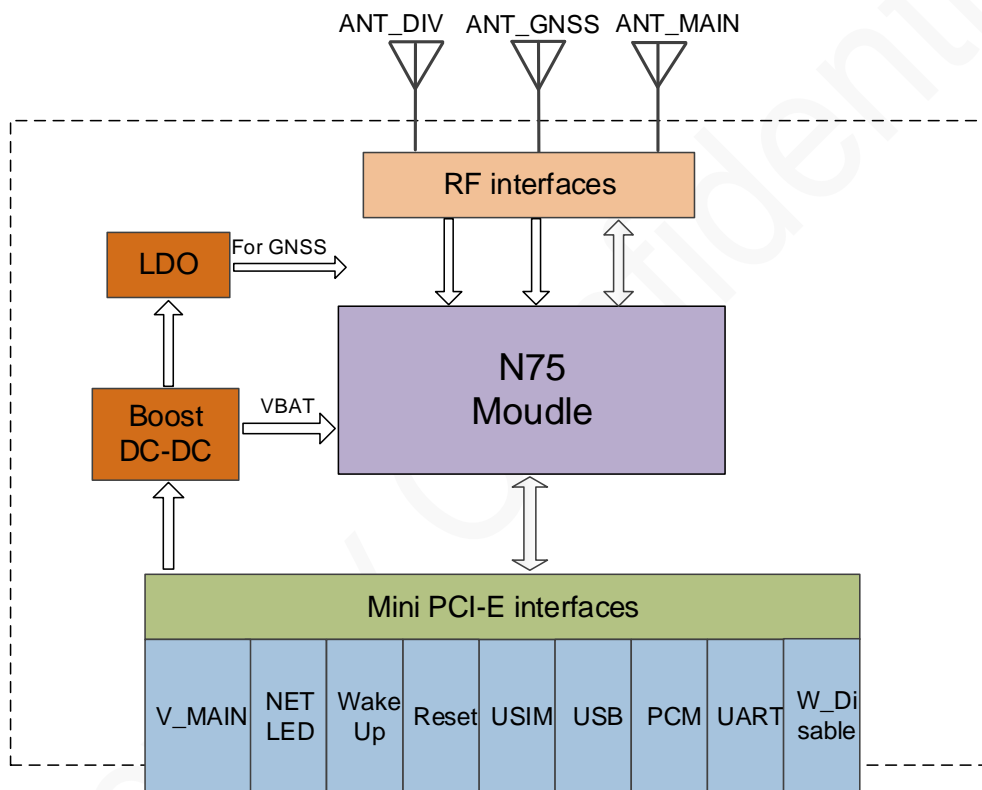 ANT_DIV ANT_GNSS ANT_MAIN
RF interfaces
LDO
For GNSS
N75
Moudle
Boost
DC-DC
VBAT
Mini PCI-E interfaces
V_MAIN
NET
LED
Wake
Up
Reset
USIM
USB
PCM
UART
W_Di
sable